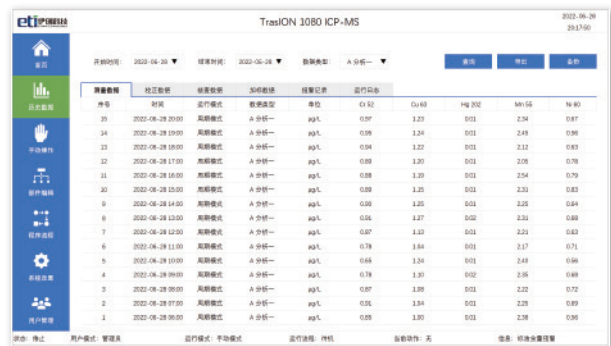 eti
TrasION 1080 ICP-MS
2022-06-28
20:17:50
首页
历史数据
手动操作
部件编辑
程序流程
系统设置
用户管理
开始时间: 2022-06-28 ▼ 结束时间: 2022-06-28 ▼ 数据类型: A 分析一 ▼ 查询 导出 备份
测量数据 校正数据 核查数据 加标数据 报警记录 运行日志
序号 时间 运行模式 数据类型 单位 Cr 52 Cu 63 Hg 202 Mn 55 Ni 60
15 2022-06-28 20:00 周期模式 A 分析一 μg/L 0.97 1.23 0.01 2.34 0.67
14 2022-06-28 19:00 周期模式 A 分析一 μg/L 0.95 1.24 0.01 2.45 0.98
13 2022-06-28 18:00 周期模式 A 分析一 μg/L 0.94 1.22 0.01 2.12 0.63
12 2022-06-28 17:00 周期模式 A 分析一 μg/L 0.89 1.20 0.01 2.05 0.78
11 2022-06-28 16:00 周期模式 A 分析一 μg/L 0.88 1.19 0.01 2.54 0.79
10 2022-06-28 15:00 周期模式 A 分析一 μg/L 0.89 1.15 0.01 2.31 0.83
9 2022-06-28 14:00 周期模式 A 分析一 μg/L 0.90 1.25 0.01 2.25 0.84
8 2022-06-28 13:00 周期模式 A 分析一 μg/L 0.91 1.27 0.02 2.31 0.88
7 2022-06-28 12:00 周期模式 A 分析一 μg/L 0.87 1.13 0.01 2.21 0.63
6 2022-06-28 11:00 周期模式 A 分析一 μg/L 0.78 1.04 0.01 2.17 0.71
5 2022-06-28 10:00 周期模式 A 分析一 μg/L 0.65 1.24 0.01 2.40 0.56
4 2022-06-28 09:00 周期模式 A 分析一 μg/L 0.78 1.10 0.02 2.35 0.68
3 2022-06-28 08:00 周期模式 A 分析一 μg/L 0.87 1.08 0.01 2.22 0.72
2 2022-06-28 07:00 周期模式 A 分析一 μg/L 0.91 1.04 0.01 2.25 0.89
1 2022-06-28 06:00 周期模式 A 分析一 μg/L 0.85 1.00 0.01 2.38 0.98
状态: 停止 用户模式: 管理员 运行模式: 手动模式 运行流程: 待机 当前动作: 无 信息: 标液余量报警